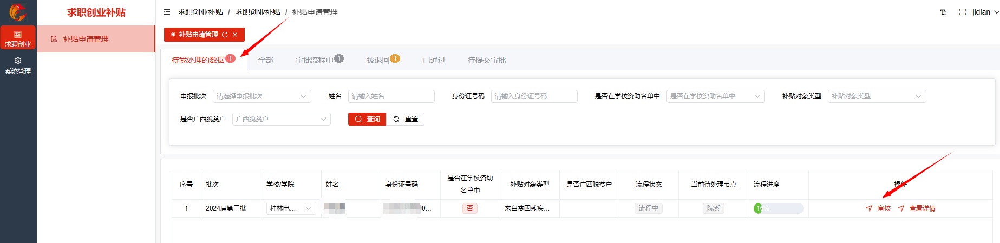 求职创业补贴
求职创业补贴 / 求职创业补贴 / 补贴申请管理
jidian
求职创业
系统管理
补贴申请管理
补贴申请管理
待我处理的数据 1
全部
审批流程中 1
被退回 1
已通过
待提交审批
申报批次 请选择申报批次
姓名 请输入姓名
身份证号码 请输入身份证号码
是否在学校资助名单中 是否在学校资助名单中
补贴对象类型 补贴对象类型
是否广西脱贫户 广西脱贫户
查询
重置
序号 批次 学校/学院 姓名 身份证号码 是否在学校资助名单中 补贴对象类型 是否广西脱贫户 流程状态 当前待处理节点 流程进度 操作
1 2024届第三批 桂林电... 0... 否 来自贫困残疾... 流程中 院系 16% 审核 查看详情